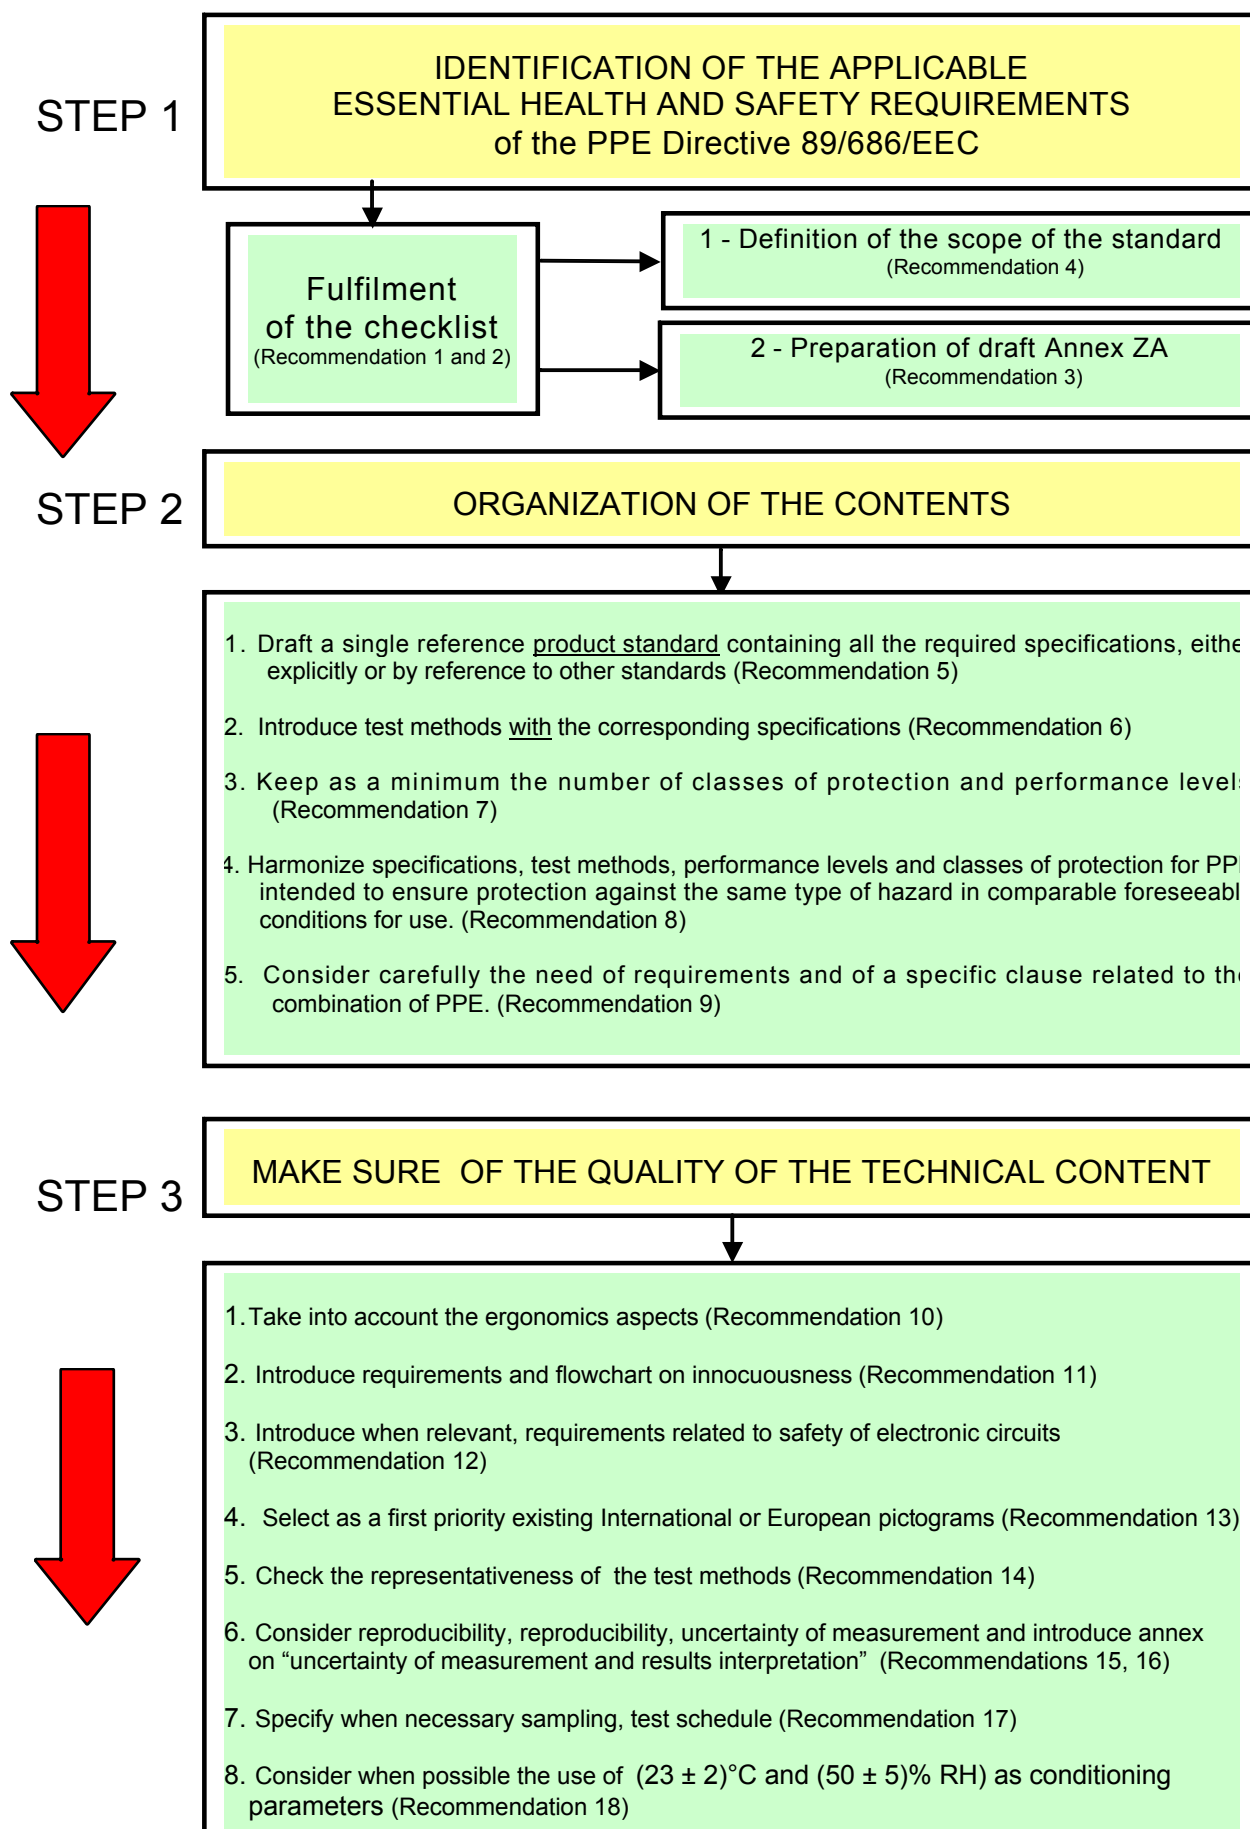 STEP 1
IDENTIFICATION OF THE APPLICABLE
ESSENTIAL HEALTH AND SAFETY REQUIREMENTS
of the PPE Directive 89/686/EEC
Fulfilment
of the checklist
(Recommendation 1 and 2)
1 - Definition of the scope of the standard
(Recommendation 4)
2 - Preparation of draft Annex ZA
(Recommendation 3)
STEP 2
ORGANIZATION OF THE CONTENTS
1. Draft a single reference product standard containing all the required specifications, eithe
explicitly or by reference to other standards (Recommendation 5)
2. Introduce test methods with the corresponding specifications (Recommendation 6)
3. Keep as a minimum the number of classes of protection and performance levels
(Recommendation 7)
4. Harmonize specifications, test methods, performance levels and classes of protection for PPE
intended to ensure protection against the same type of hazard in comparable foreseeabl
conditions for use. (Recommendation 8)
5. Consider carefully the need of requirements and of a specific clause related to the
combination of PPE. (Recommendation 9)
STEP 3
MAKE SURE OF THE QUALITY OF THE TECHNICAL CONTENT
1. Take into account the ergonomics aspects (Recommendation 10)
2. Introduce requirements and flowchart on innocuousness (Recommendation 11)
3. Introduce when relevant, requirements related to safety of electronic circuits
(Recommendation 12)
4. Select as a first priority existing International or European pictograms (Recommendation 13)
5. Check the representativeness of the test methods (Recommendation 14)
6. Consider reproducibility, reproducibility, uncertainty of measurement and introduce annex
on “uncertainty of measurement and results interpretation” (Recommendations 15, 16)
7. Specify when necessary sampling, test schedule (Recommendation 17)
8. Consider when possible the use of (23 ± 2)°C and (50 ± 5)% RH) as conditioning
parameters (Recommendation 18)